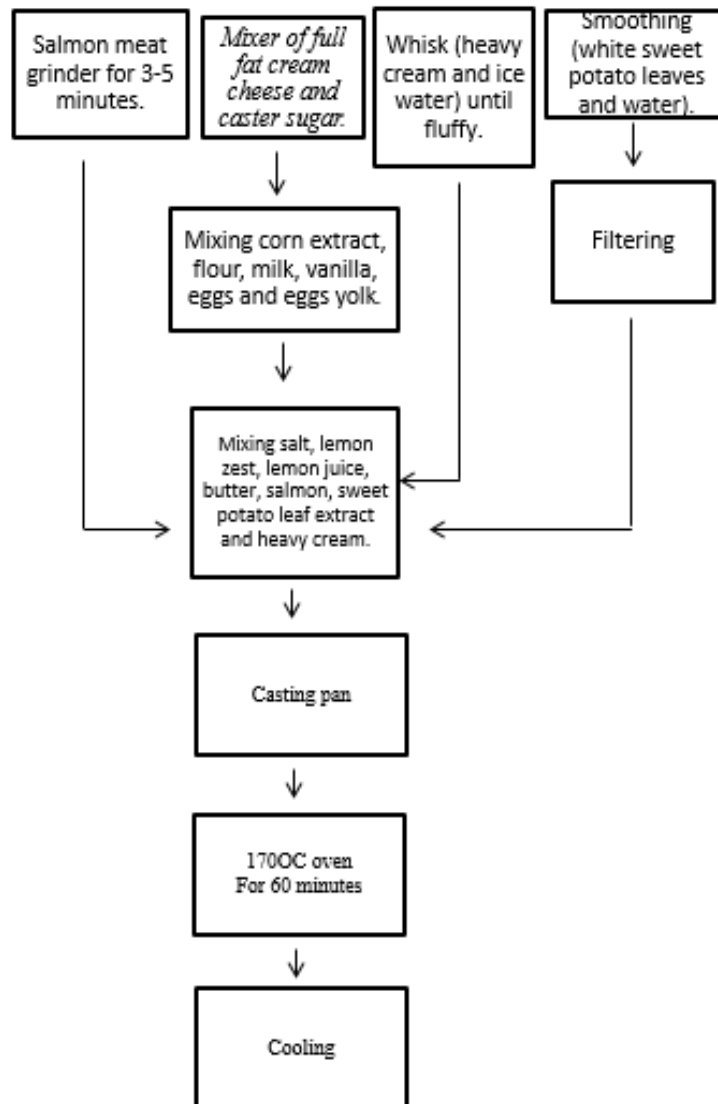 Salmon meat
grinder for 3-5
minutes.
Mixer of full
fat cream
cheese and
caster sugar.
Whisk (heavy
cream and ice
water) until
fluffy.
Smoothing
(white sweet
potato leaves
and water).
Mixing corn extract,
flour, milk, vanilla,
eggs and eggs yolk.
Filtering
Mixing salt, lemon
zest, lemon juice,
butter, salmon, sweet
potato leaf extract
and heavy cream.
Casting pan
170OC oven
For 60 minutes
Cooling